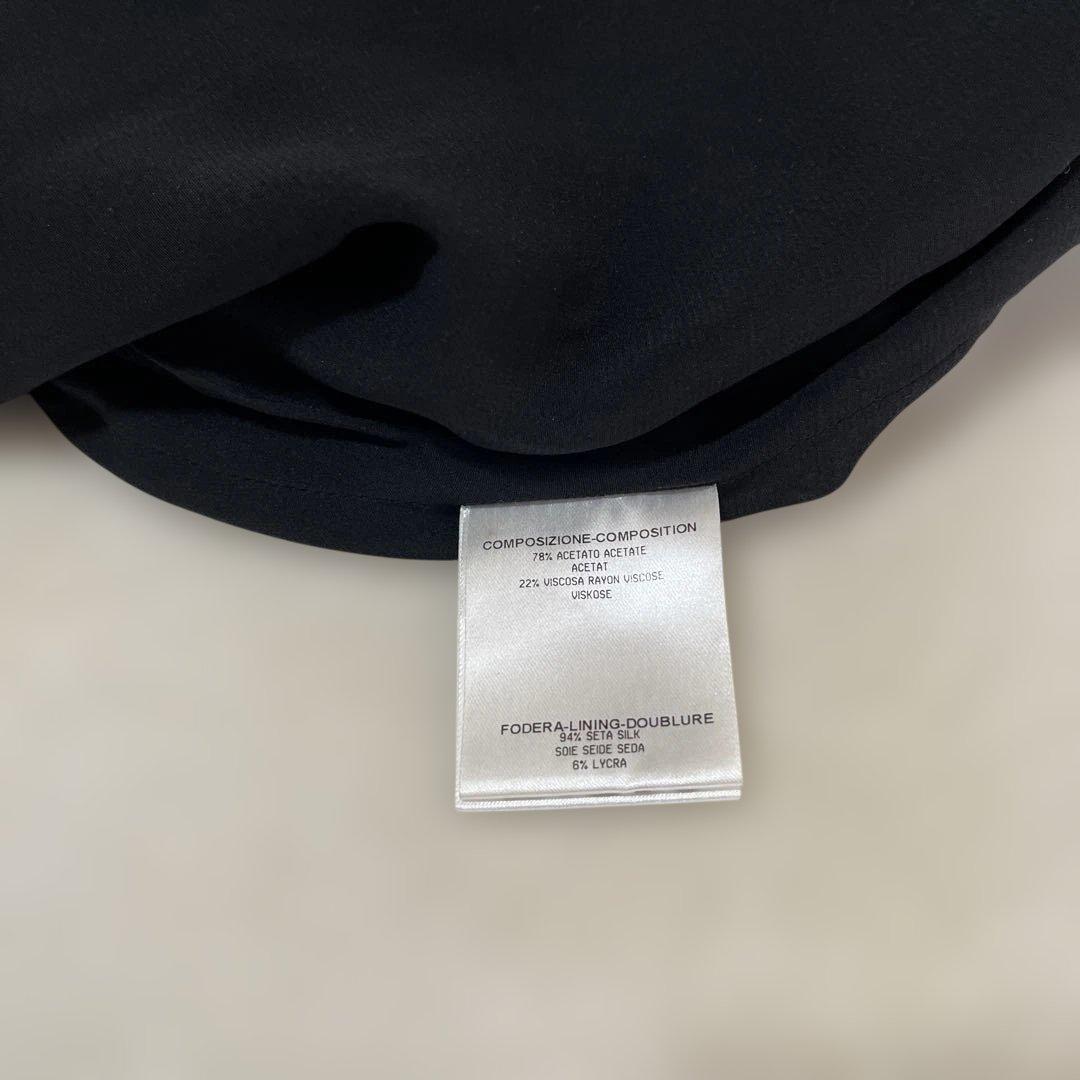 COMPOSIZIONE-COMPOSITION
78% ACETATO ACETATE
ACETAT
22% VISCOSA RAYON VISCOSE
VISKOSE
FODERA-LINING-DOUBLURE
94% SETA SILK
SOIE SEIDE SEDA
6% LYCRA